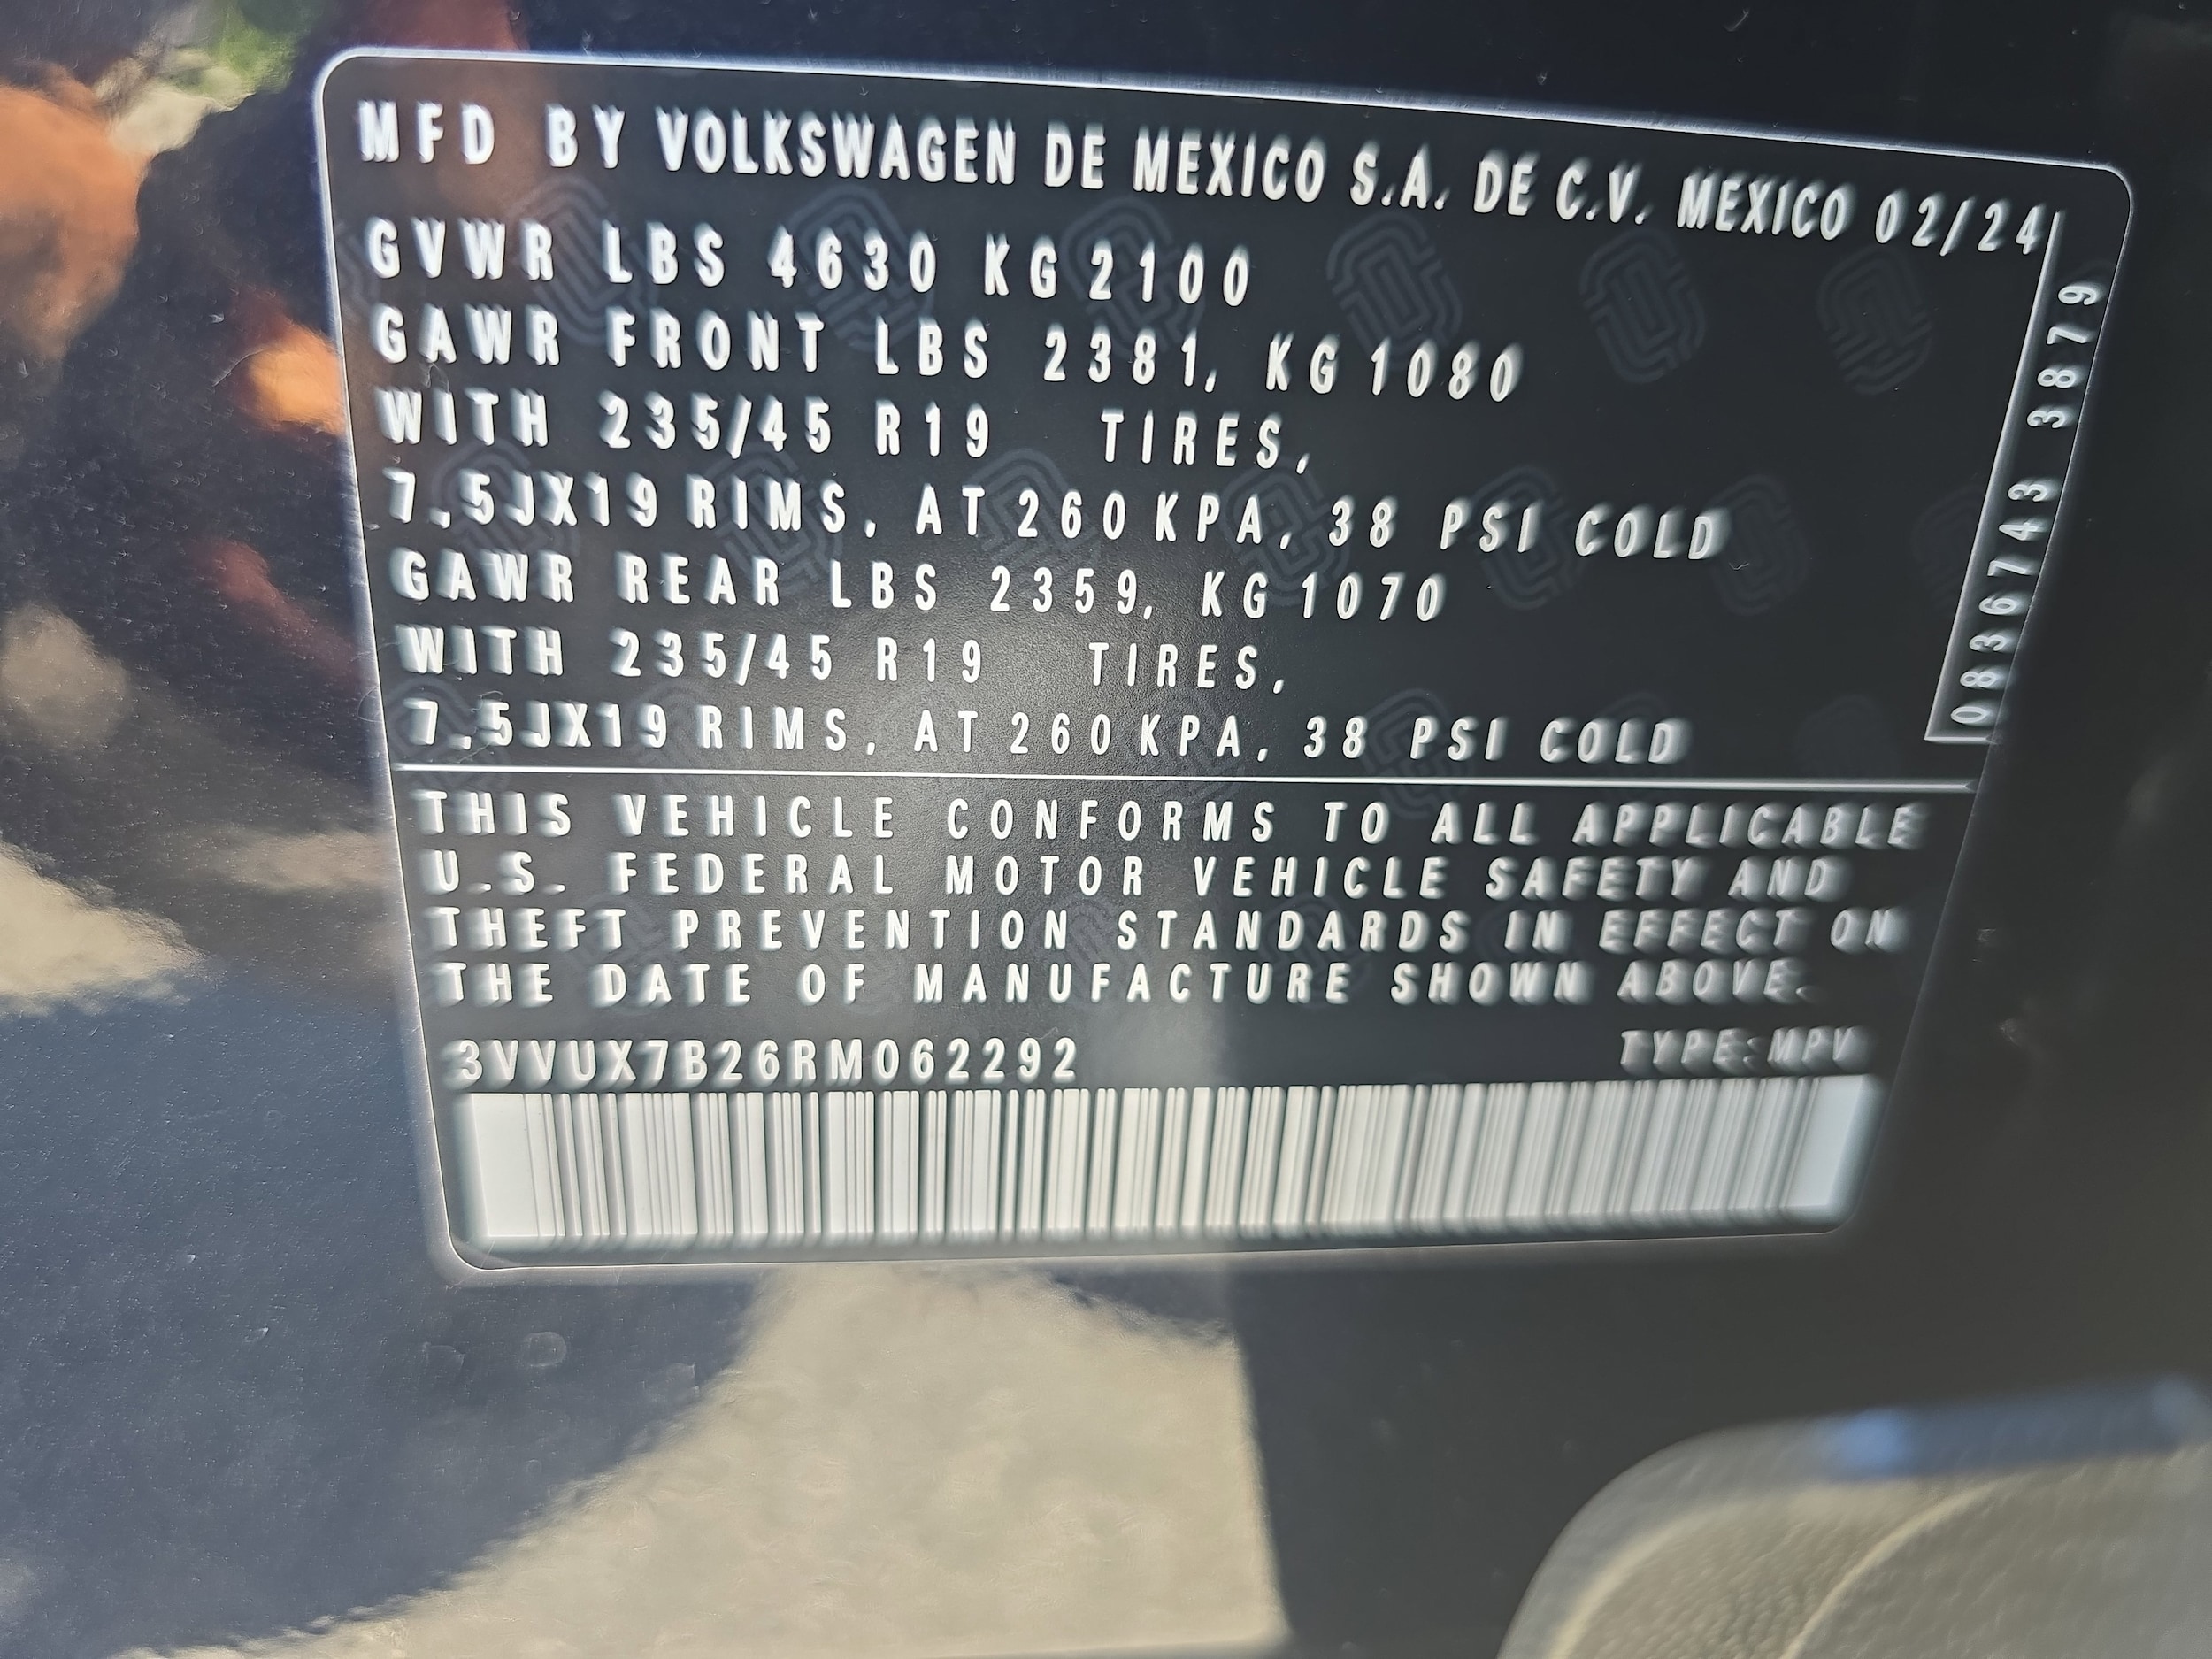 MFD BY VOLKSWAGEN DE MEXICO S.A. DE C.V. MEXICO 02/24
GVWR LBS 4630 KG 2100
GAWR FRONT LBS 2381, KG 1080
WITH 235/45 R19 TIRES,
7.5JX19 RIMS, AT 260 KPA, 38 PSI COLD
GAWR REAR LBS 2359, KG 1070
WITH 235/45 R19 TIRES,
7.5JX19 RIMS, AT 260 KPA, 38 PSI COLD
0836743 3879
THIS VEHICLE CONFORMS TO ALL APPLICABLE
U.S. FEDERAL MOTOR VEHICLE SAFETY AND
THEFT PREVENTION STANDARDS IN EFFECT ON
THE DATE OF MANUFACTURE SHOWN ABOVE.
3VVUX7B26RM062292 TYPE:MPV